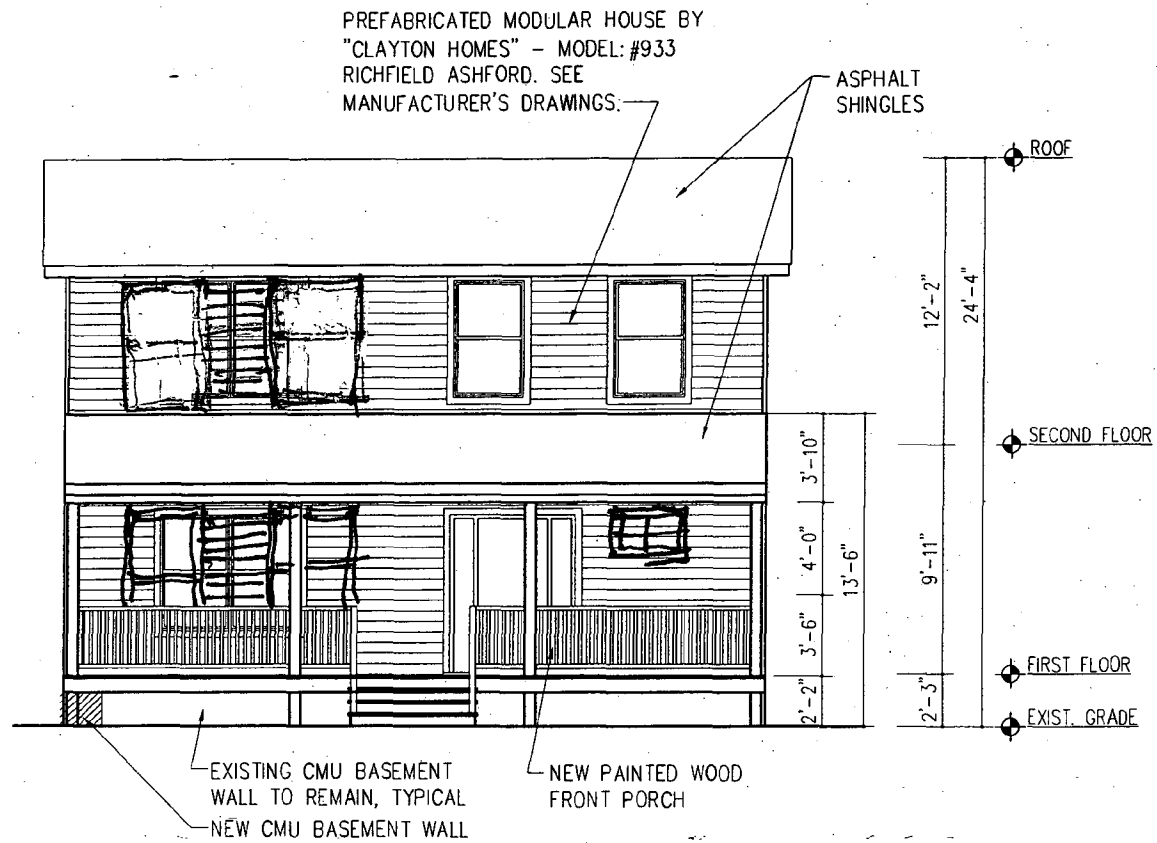 PREFABRICATED MODULAR HOUSE BY
"CLAYTON HOMES" - MODEL: #933
RICHFIELD ASHFORD. SEE
MANUFACTURER'S DRAWINGS.
ASPHALT
SHINGLES
ROOF
12'-2"
24'-4"
SECOND FLOOR
3'-10"
4'-0"
13'-6"
9'-11"
3'-6"
FIRST FLOOR
2'-2"
2'-3"
EXIST. GRADE
EXISTING CMU BASEMENT
WALL TO REMAIN, TYPICAL
NEW CMU BASEMENT WALL
NEW PAINTED WOOD
FRONT PORCH